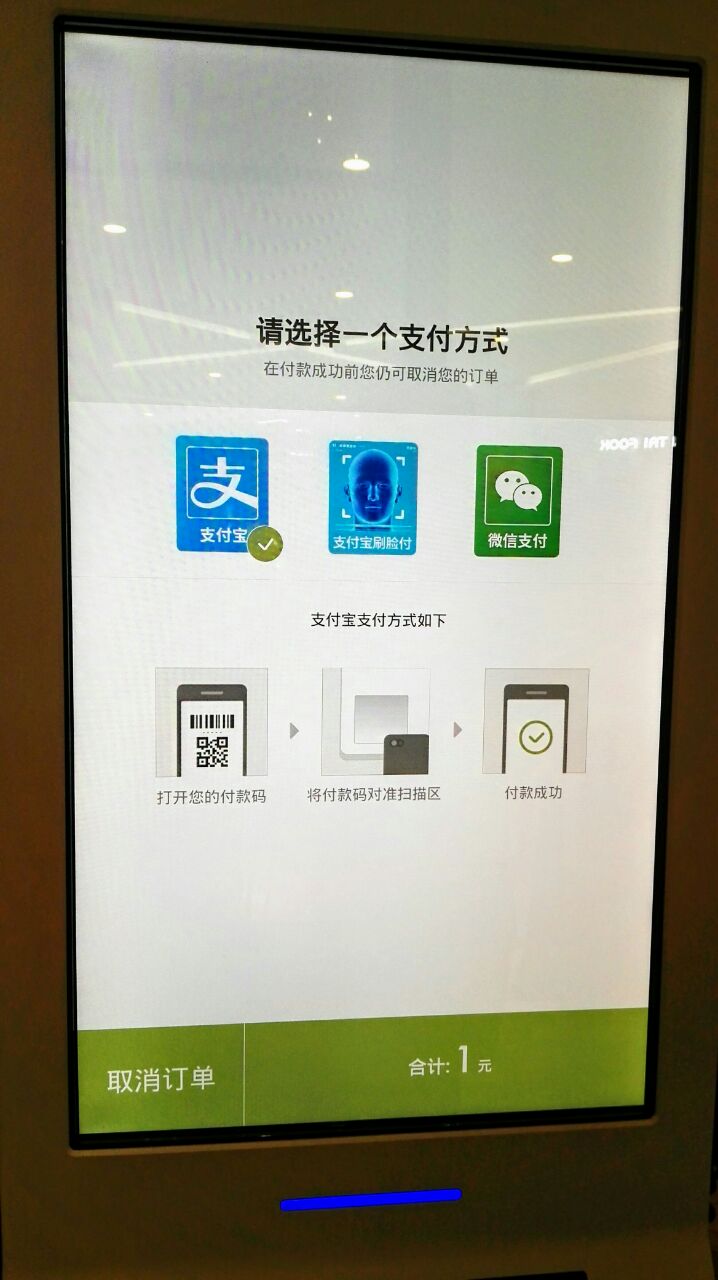 请选择一个支付方式
在付款成功前您仍可取消您的订单
支
支付宝
支付宝刷脸付
微信支付
支付宝支付方式如下
打开您的付款码
将付款码对准扫描区
付款成功
取消订单
合计: 1 元